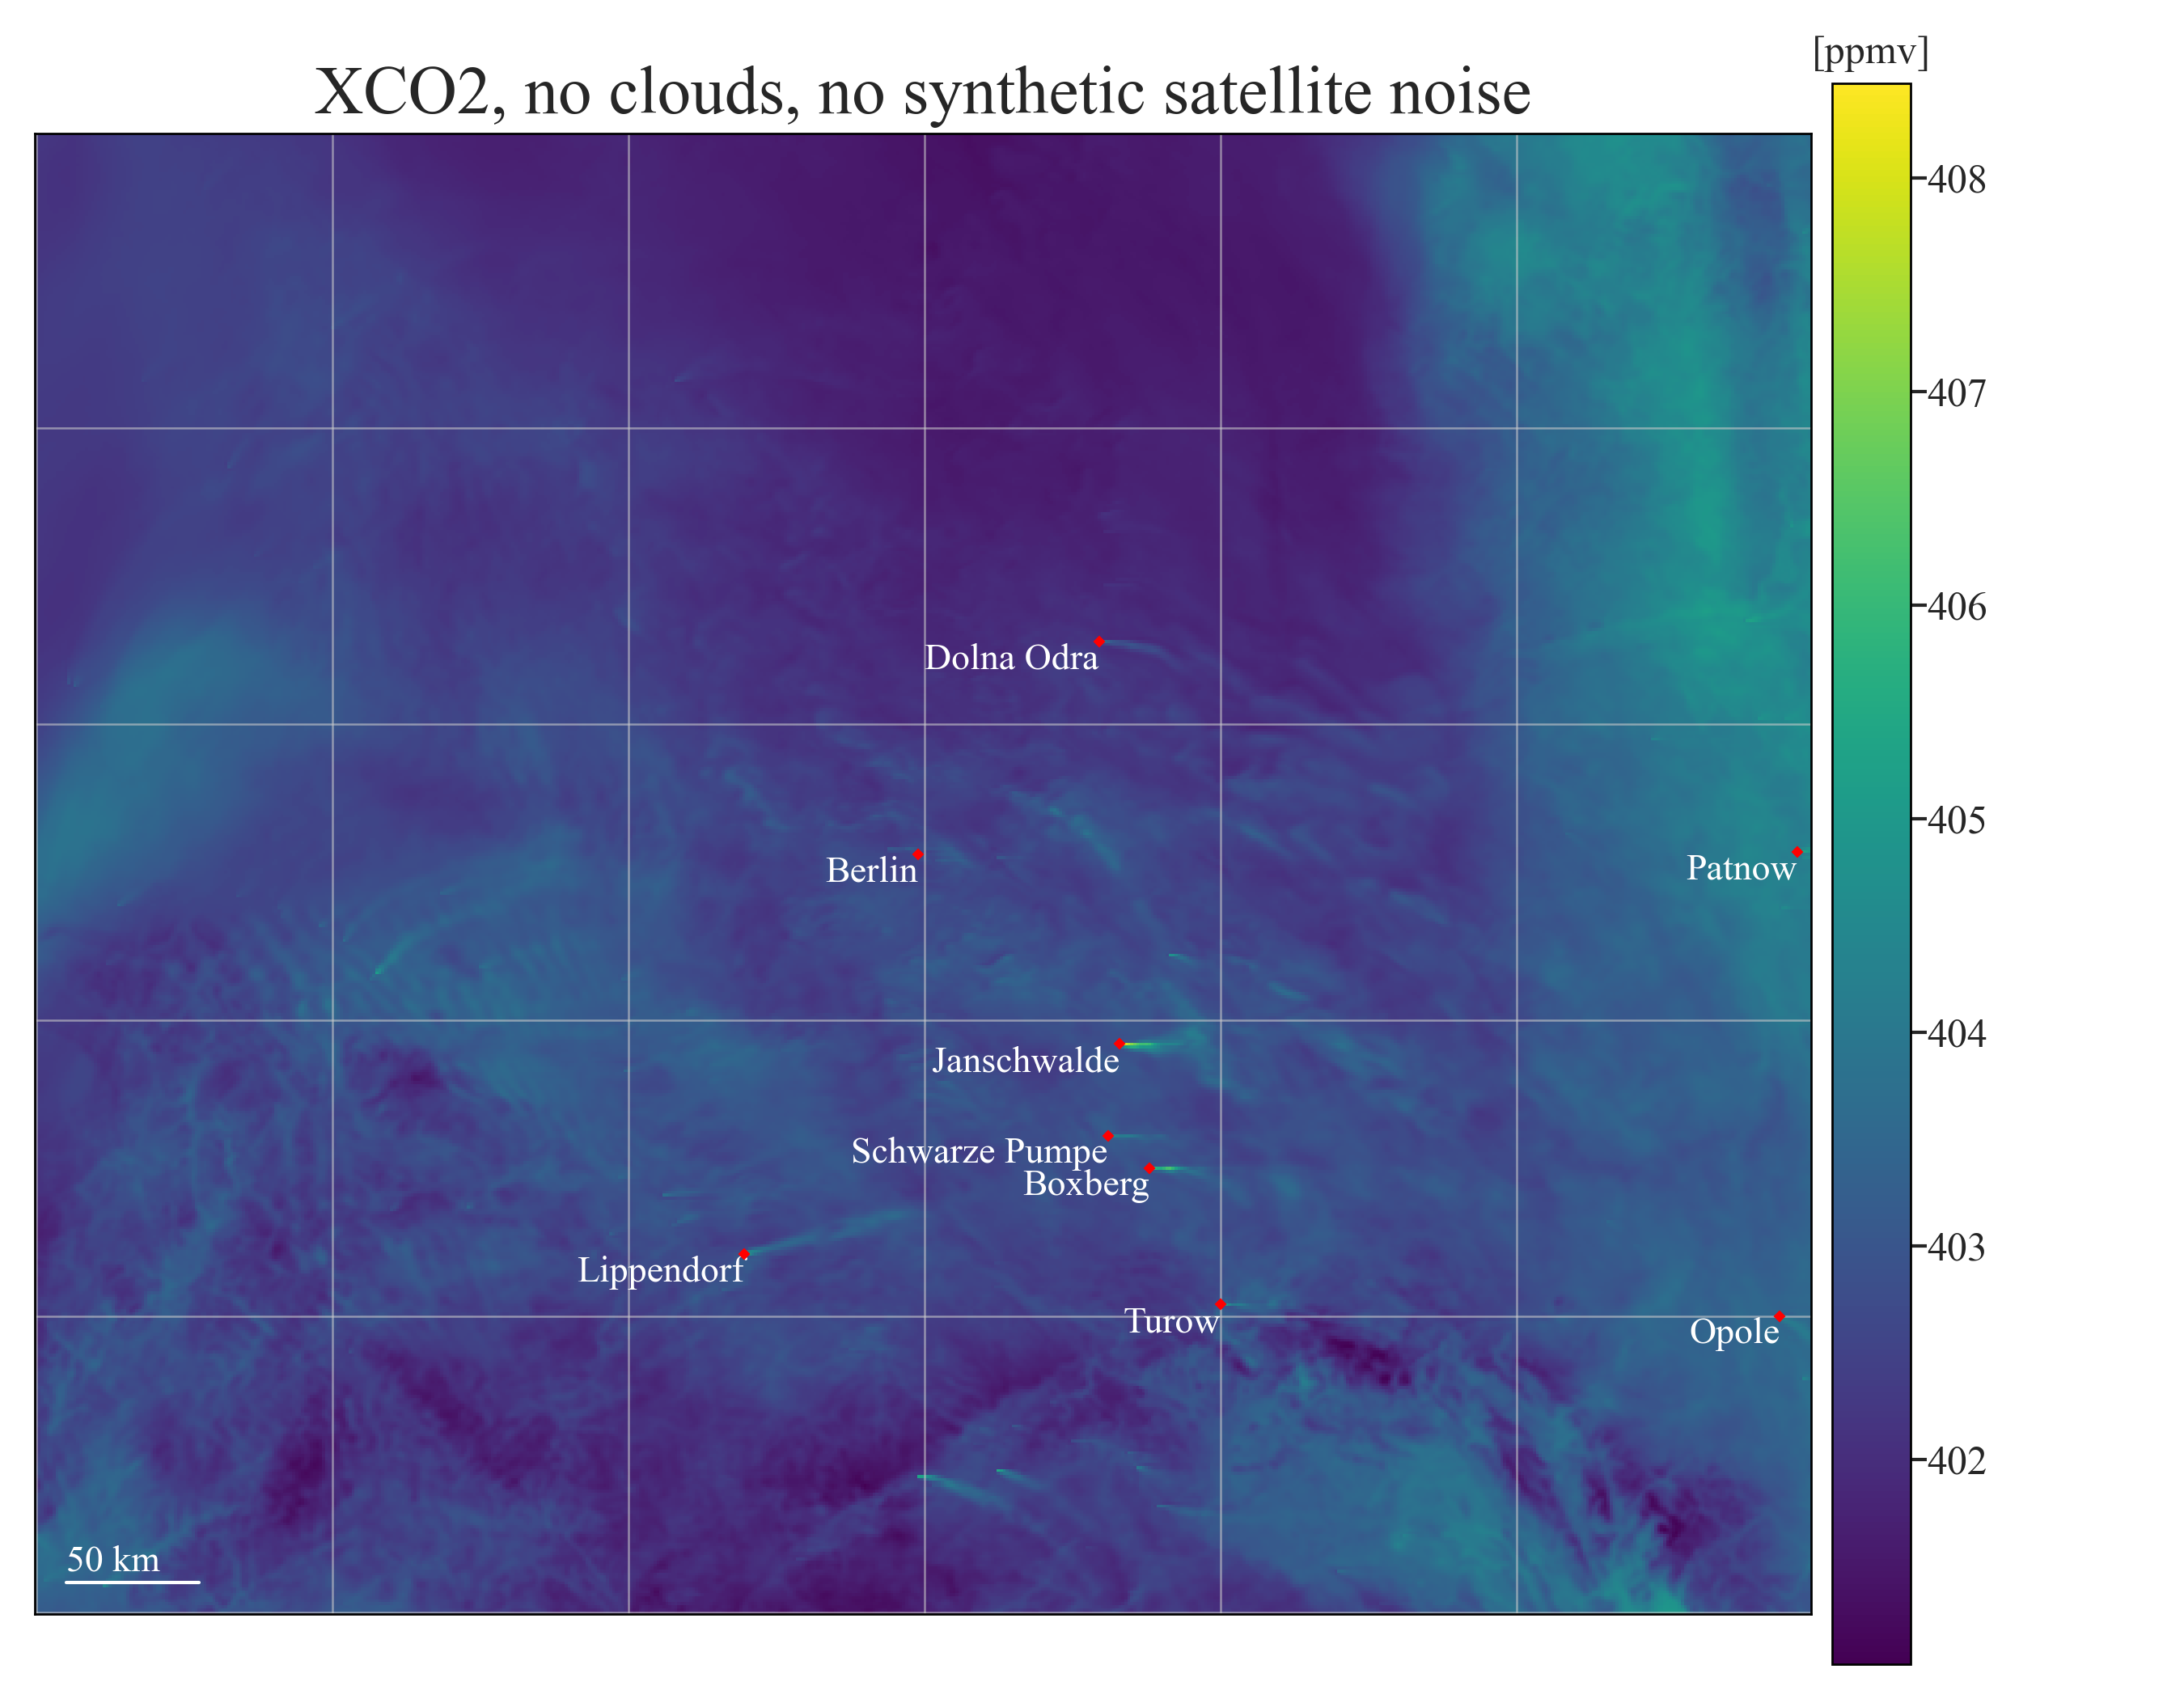 [ppmv]
XCO2, no clouds, no synthetic satellite noise
408
407
406
Dolna Odra
405
Berlin
Patnow
404
Janschwalde
Schwarze Pumpe
Boxberg
403
Lippendorf
Turow
Opole
402
50 km